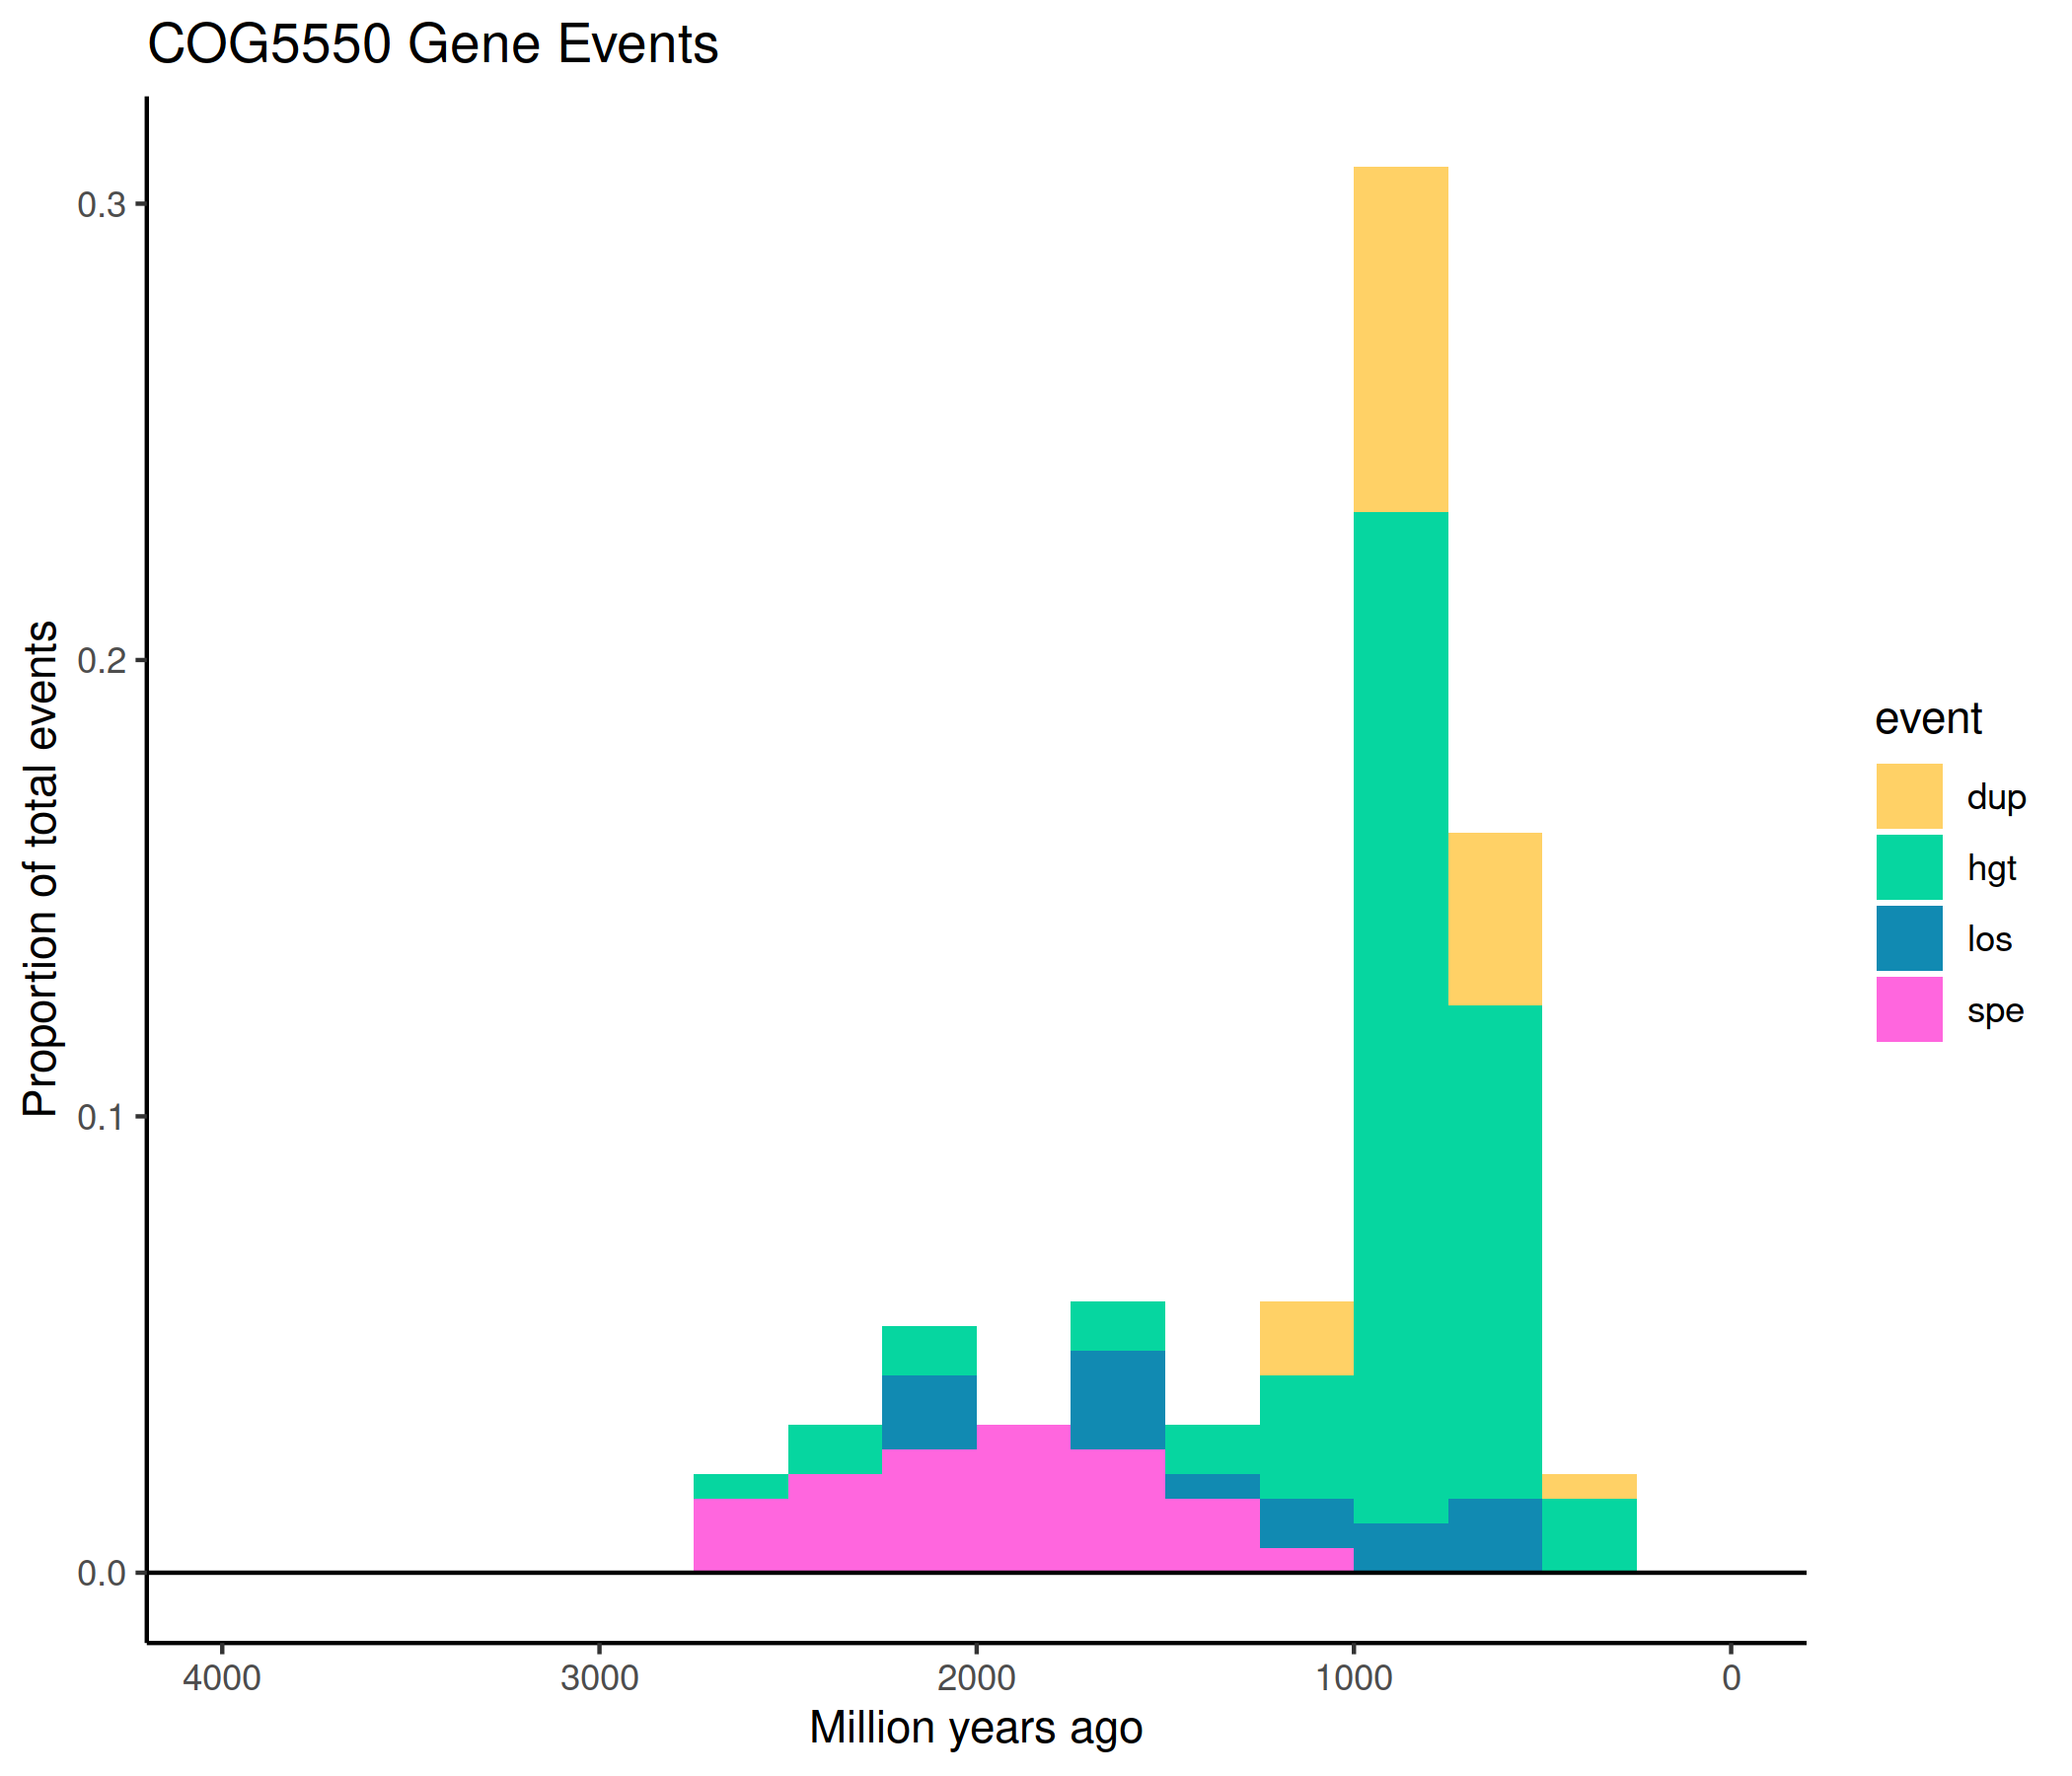 COG5550 Gene Events
Proportion of total events
0.3
0.2
0.1
0.0
4000 3000 2000 1000 0
Million years ago
event
dup
hgt
los
spe